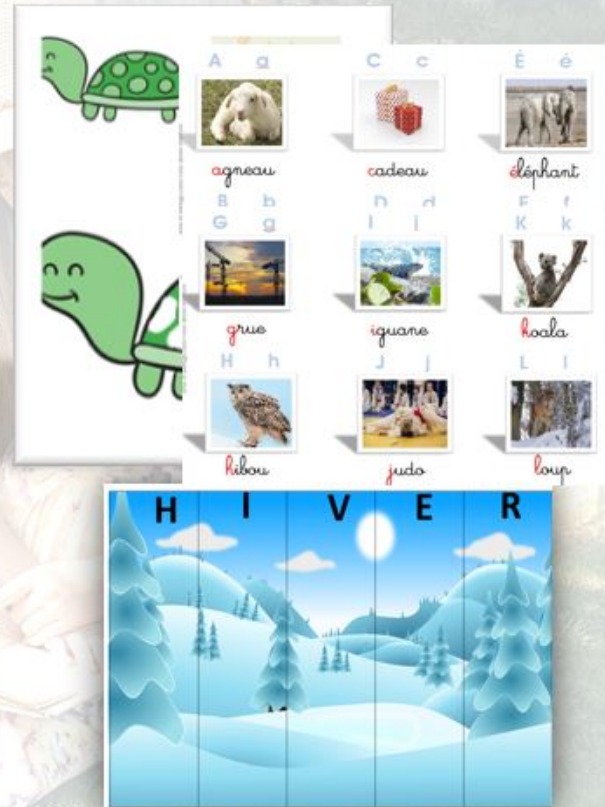 A a C c É é
agneau cadeau éléphant
B b D d F f
G g I i K k
grue iguane koala
H h J j L l
hibou judo loup
H I V E R